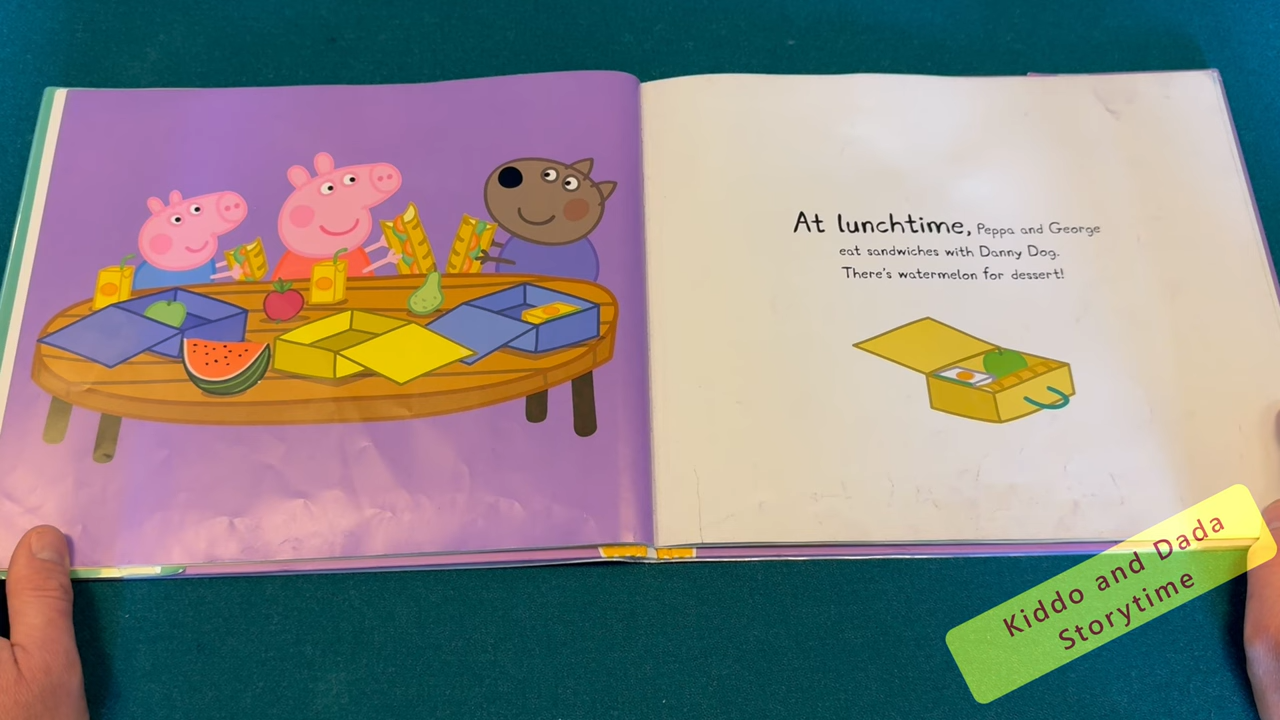 At lunchtime, Peppa and George
eat sandwiches with Danny Dog.
There's watermelon for dessert!
Kiddo and Dada
Storytime